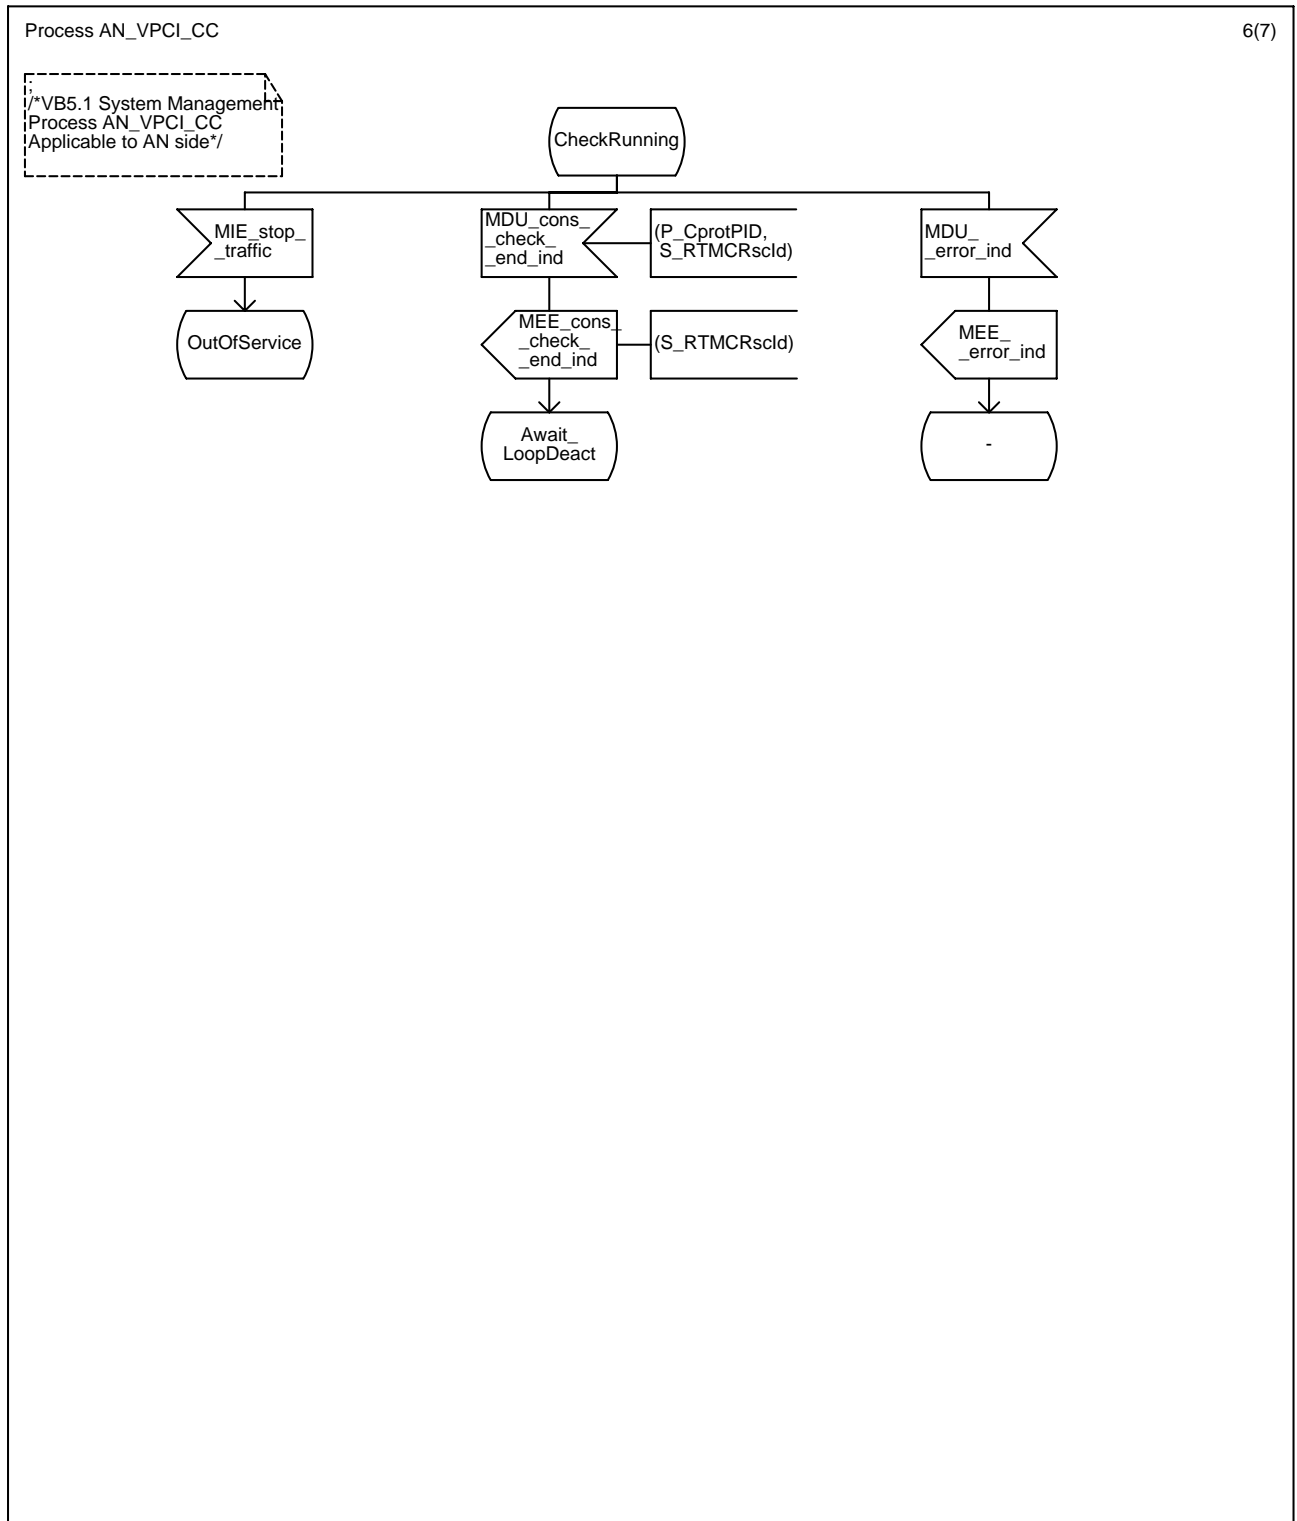 Process AN_VPCI_CC
6(7)
;
/*VB5.1 System Management
Process AN_VPCI_CC
Applicable to AN side*/
CheckRunning
MIE_stop_
_traffic
MDU_cons_
_check_
_end_ind
(P_CprotPID,
S_RTMCRscId)
MDU_
_error_ind
OutOfService
MEE_cons_
_check_
_end_ind
(S_RTMCRscId)
MEE_
_error_ind
Await_
LoopDeact
-